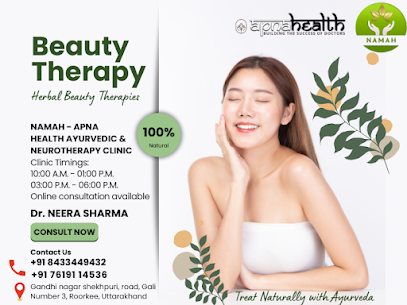 apnahealth
BUILDING THE SUCCESS OF DOCTORS
NAMAH
Beauty
Therapy
Herbal Beauty Therapies
NAMAH - APNA
HEALTH AYURVEDIC &
NEUROTHERAPY CLINIC
Clinic Timings:
10:00 A.M. - 01:00 P.M.
03:00 P.M. - 06:00 P.M.
Online consultation available
100%
Natural
Dr. NEERA SHARMA
CONSULT NOW
Contact Us
+91 8433449432
+91 76191 14536
Gandhi nagar shekhpuri, road, Gali
Number 3, Roorkee, Uttarakhand
Treat Naturally with Ayurveda